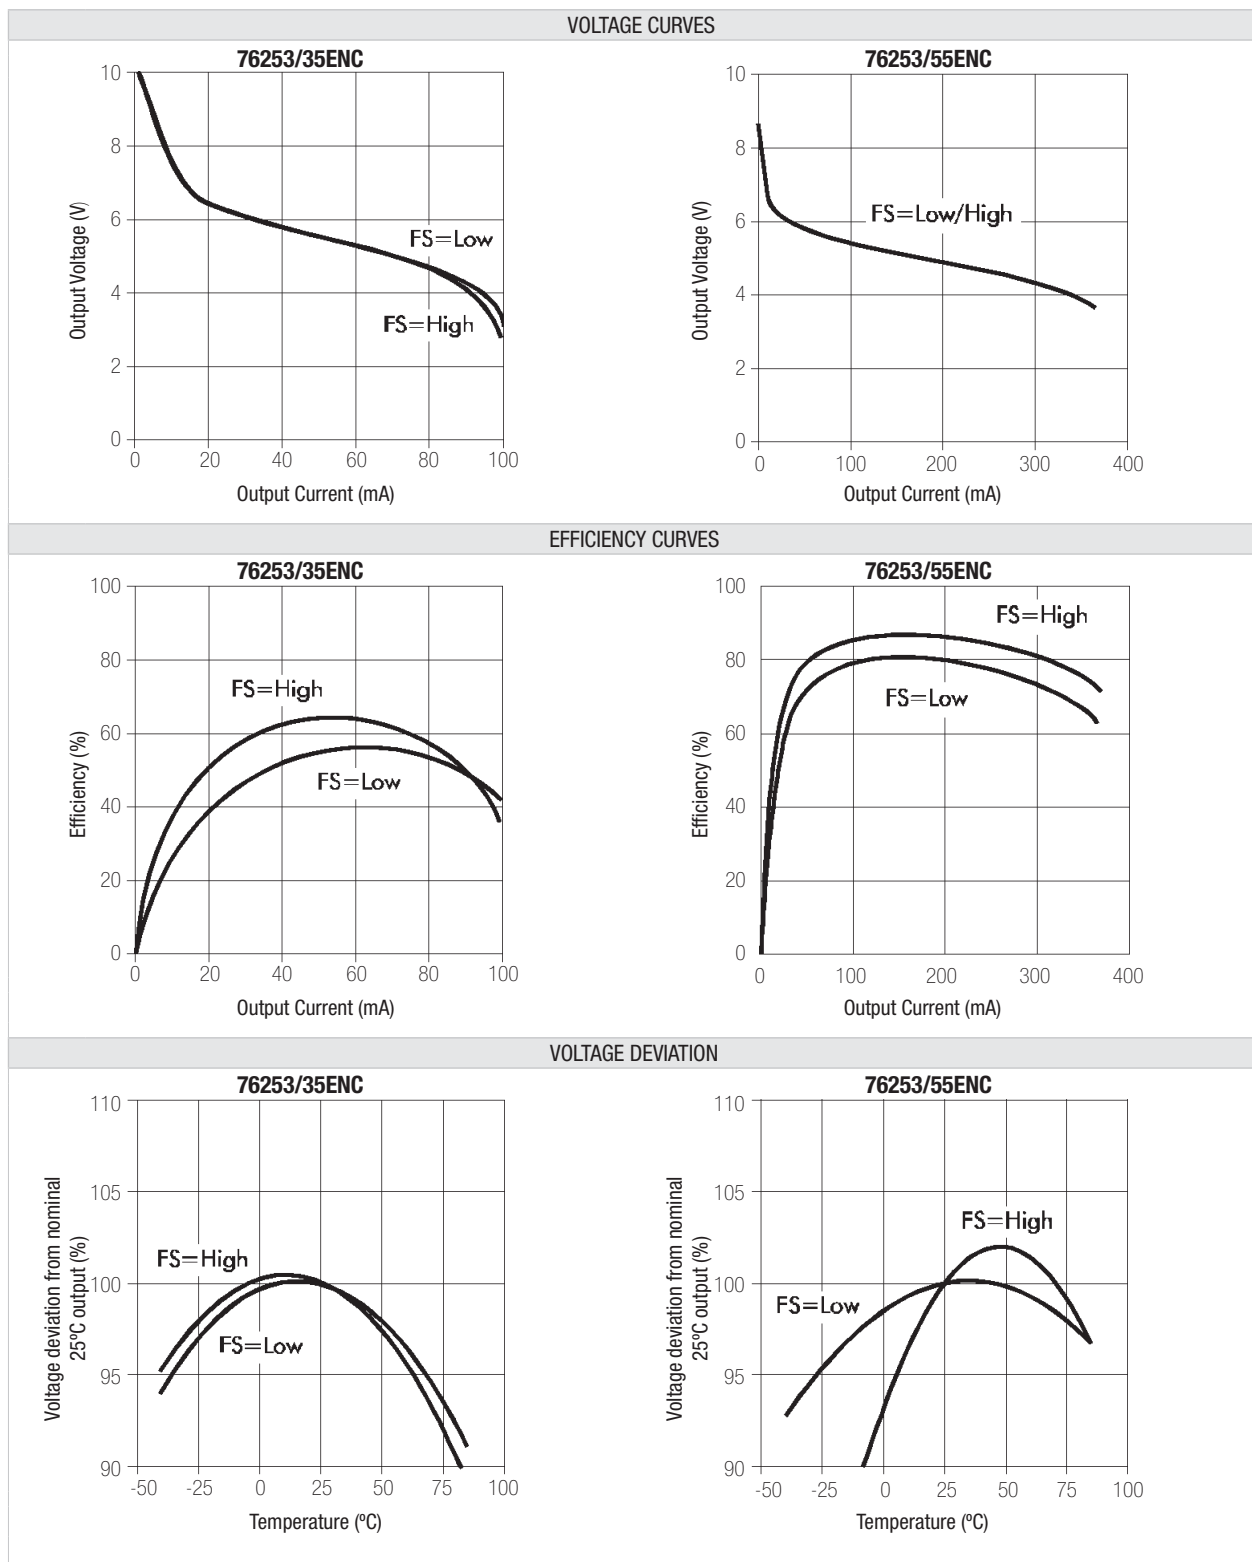 VOLTAGE CURVES
76253/35ENC
10
8
6
4
2
0
Output Voltage (V)
FS=Low
FS=High
0 20 40 60 80 100
Output Current (mA)
76253/55ENC
10
8
6
4
2
0
Output Voltage (V)
FS=Low/High
0 100 200 300 400
Output Current (mA)
EFFICIENCY CURVES
76253/35ENC
100
80
60
40
20
0
Efficiency (%)
FS=High
FS=Low
0 20 40 60 80 100
Output Current (mA)
76253/55ENC
100
80
60
40
20
0
Efficiency (%)
FS=High
FS=Low
0 100 200 300 400
Output Current (mA)
VOLTAGE DEVIATION
76253/35ENC
110
105
100
95
90
Voltage deviation from nominal
25ºC output (%)
FS=High
FS=Low
-50 -25 0 25 50 75 100
Temperature (ºC)
76253/55ENC
110
105
100
95
90
Voltage deviation from nominal
25ºC output (%)
FS=High
FS=Low
-50 -25 0 25 50 75 100
Temperature (ºC)